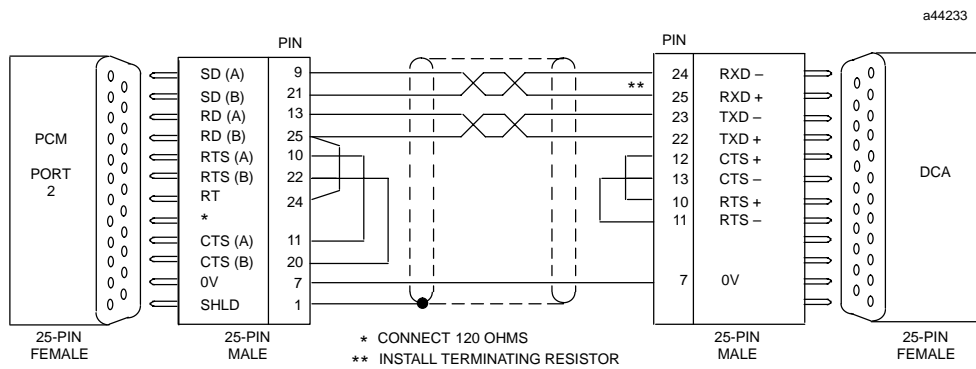 a44233
PIN
PIN
PCM
PORT
2
SD (A) 9
SD (B) 21
RD (A) 13
RD (B) 25
RTS (A) 10
RTS (B) 22
RT 24
*
CTS (A) 11
CTS (B) 20
0V 7
SHLD 1
**
24 RXD –
25 RXD +
23 TXD –
22 TXD +
12 CTS +
13 CTS –
10 RTS +
11 RTS –
7 0V
DCA
25-PIN
FEMALE
25-PIN
MALE
* CONNECT 120 OHMS
** INSTALL TERMINATING RESISTOR
25-PIN
MALE
25-PIN
FEMALE